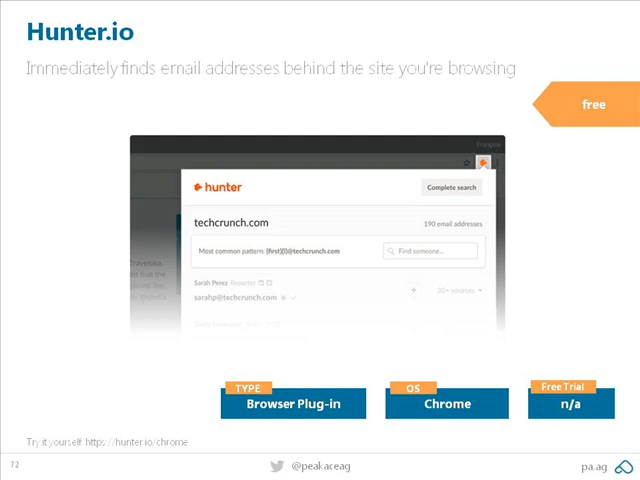 Hunter.io
Immediately finds email addresses behind the site you're browsing
free
Français
hunter
Complete search
techcrunch.com
190 email addresses
Most common pattern: {first}{l}@techcrunch.com
Find someone...
Sarah Perez Reporter
sarahp@techcrunch.com
20+ sources
TYPE
Browser Plug-in
OS
Chrome
Free Trial
n/a
Try it yourself: https://hunter.io/chrome
72
@peakaceag
pa.ag